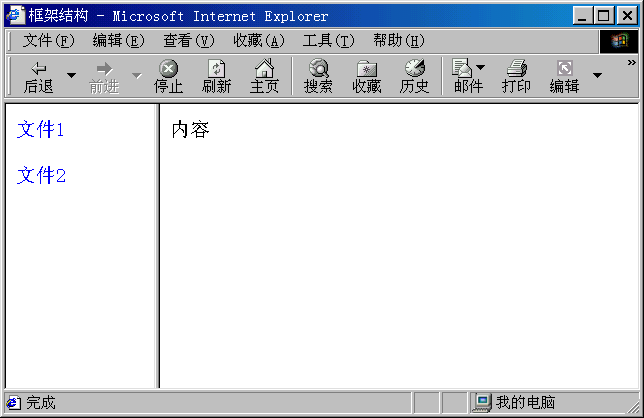 框架结构 - Microsoft Internet Explorer
文件(F) 编辑(E) 查看(V) 收藏(A) 工具(T) 帮助(H)
后退 前进 停止 刷新 主页 搜索 收藏 历史 邮件 打印 编辑 »
文件1
内容
文件2
完成 我的电脑